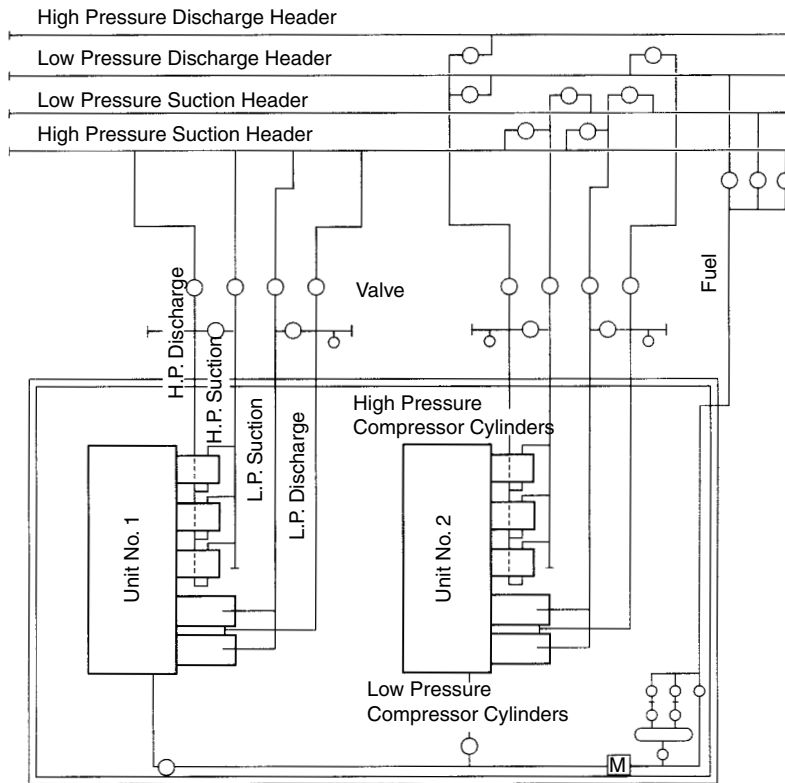 High Pressure Discharge Header
Low Pressure Discharge Header
Low Pressure Suction Header
High Pressure Suction Header
H.P. Discharge
H.P. Suction
L.P. Suction
L.P. Discharge
Valve
Fuel
High Pressure
Compressor Cylinders
Unit No. 1
Unit No. 2
Low Pressure
Compressor Cylinders
M